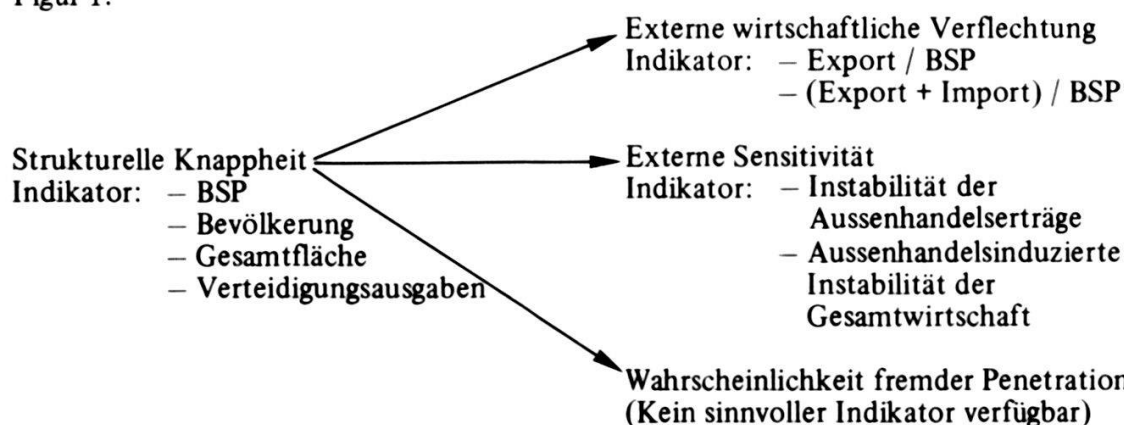 Figur 1:
Externe wirtschaftliche Verflechtung
Indikator: – Export / BSP
– (Export + Import) / BSP
Strukturelle Knappheit
Indikator: – BSP
– Bevölkerung
– Gesamtfläche
– Verteidigungsausgaben
Externe Sensitivität
Indikator: – Instabilität der
Aussenhandelserträge
– Aussenhandelsinduzierte
Instabilität der
Gesamtwirtschaft
Wahrscheinlichkeit fremder Penetration
(Kein sinnvoller Indikator verfügbar)